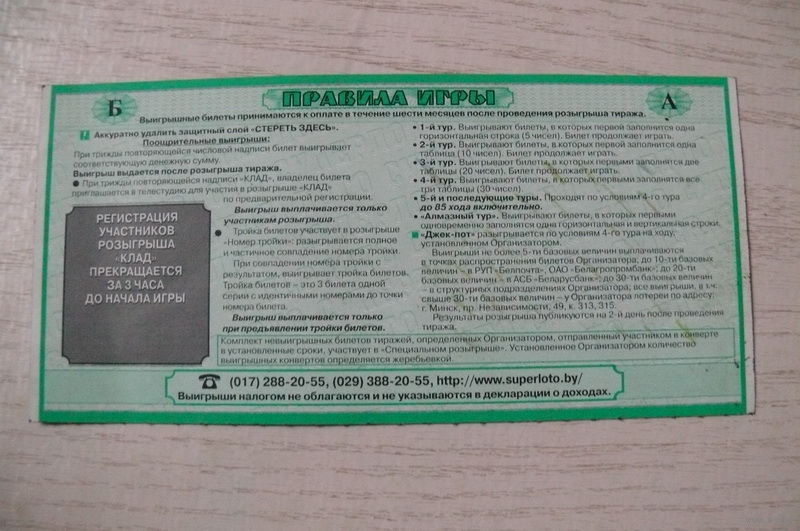 Б
ПРАВИЛА ИГРЫ
А
Выигрышные билеты принимаются к оплате в течение шести месяцев после проведения розыгрыша тиража.
Аккуратно удалить защитный слой «СТЕРЕТЬ ЗДЕСЬ».
Поощрительные выигрыши:
При трижды повторяющейся числовой надписи билет выигрывает
соответствующую денежную сумму.
Выигрыш выдается после розыгрыша тиража.
● При трижды повторяющейся надписи «КЛАД», владелец билета
приглашается в телестудию для участия в розыгрыше «КЛАД»
по предварительной регистрации.
Выигрыш выплачивается только
участникам розыгрыша.
● Тройка билетов участвует в розыгрыше
«Номер тройки»: разыгрывается полное
и частичное совпадение номера тройки.
При совпадении номера тройки с
результатом, выигрывает тройка билетов.
Тройка билетов – это 3 билета одной
серии с идентичными номерами до точки
номера билета.
Выигрыш выплачивается только
при предъявлении тройки билетов.
РЕГИСТРАЦИЯ
УЧАСТНИКОВ
РОЗЫГРЫША
«КЛАД»
ПРЕКРАЩАЕТСЯ
ЗА 3 ЧАСА
ДО НАЧАЛА ИГРЫ
• 1-й тур. Выигрывают билеты, в которых первой заполнится одна
горизонтальная строка (5 чисел). Билет продолжает играть.
• 2-й тур. Выигрывают билеты, в которых первой заполнится одна
таблица (10 чисел). Билет продолжает играть.
• 3-й тур. Выигрывают билеты, в которых первыми заполнятся две
таблицы (20 чисел). Билет продолжает играть.
• 4-й тур. Выигрывают билеты, в которых первыми заполнятся все
три таблицы (30 чисел).
• 5-й и последующие туры. Проходят по условиям 4-го тура
до 85 хода включительно.
• «Алмазный тур». Выигрывают билеты, в которых первыми
одновременно заполнятся одна горизонтальная и вертикальная строки.
«Джек-пот» разыгрывается по условиям 4-го тура на ходу,
установленном Организатором.
Выигрыши не более 5-ти базовых величин выплачиваются
в точках распространения билетов Организатора; до 10-ти базовых
величин – в РУП «Белпочта», ОАО «Белагропромбанк»; до 20-ти
базовых величин – в АСБ «Беларусбанк»; до 30-ти базовых величин
– в структурных подразделениях Организатора; все выигрыши, в т.ч.
свыше 30-ти базовых величин – у Организатора лотереи по адресу:
г. Минск, пр. Независимости, 49, к. 313, 315.
Результаты розыгрыша публикуются на 2-й день после проведения
тиража.
Комплект невыигрышных билетов тиражей, определенных Организатором, отправленный участником в конверте
в установленные сроки, участвует в «Специальном розыгрыше». Установленное Организатором количество
выигрышных конвертов определяется жеребьевкой.
☎ (017) 288-20-55, (029) 388-20-55, http://www.superloto.by/
Выигрыши налогом не облагаются и не указываются в декларации о доходах.